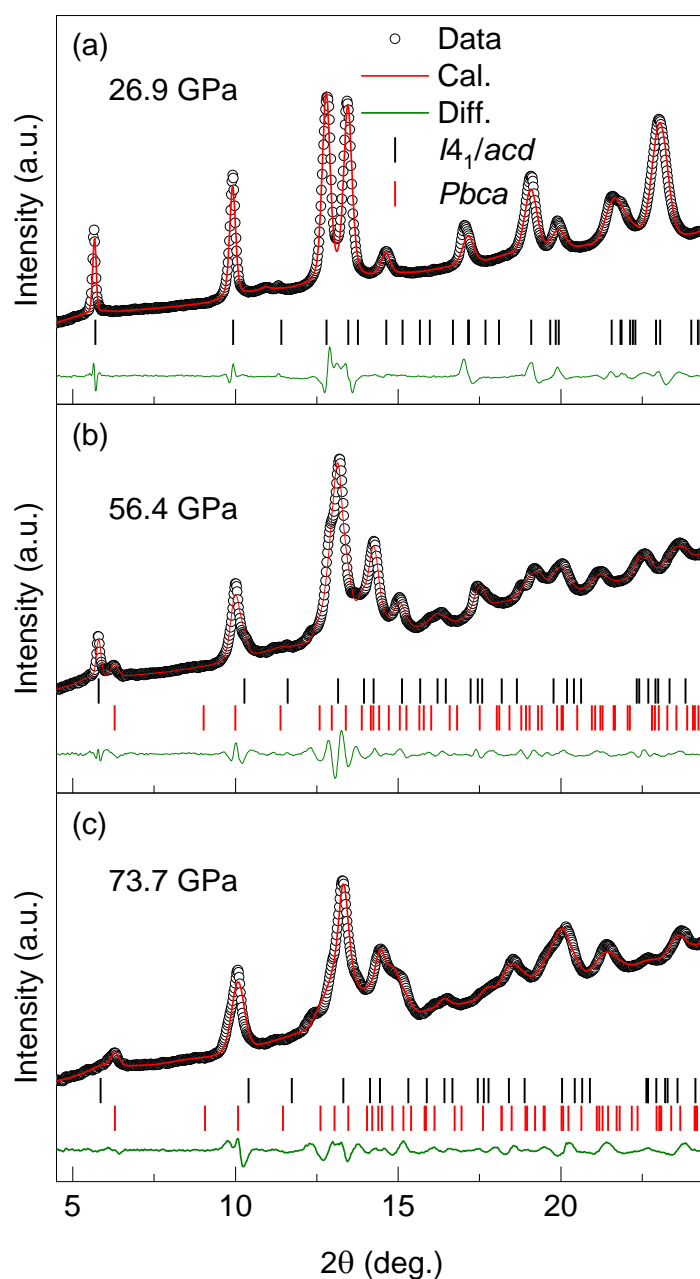 (a)
26.9 GPa
Data
Cal.
Diff.
I4₁/acd
Pbca
Intensity (a.u.)
(b)
56.4 GPa
Intensity (a.u.)
(c)
73.7 GPa
Intensity (a.u.)
5 10 15 20
2θ (deg.)